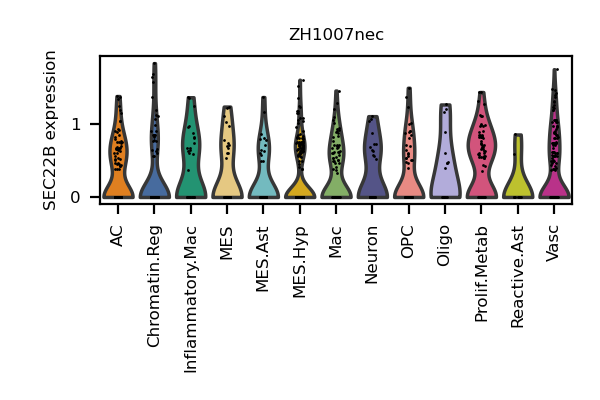 ZH1007nec
SEC22B expression
1
0
AC
Chromatin.Reg
Inflammatory.Mac
MES
MES.Ast
MES.Hyp
Mac
Neuron
OPC
Oligo
Prolif.Metab
Reactive.Ast
Vasc